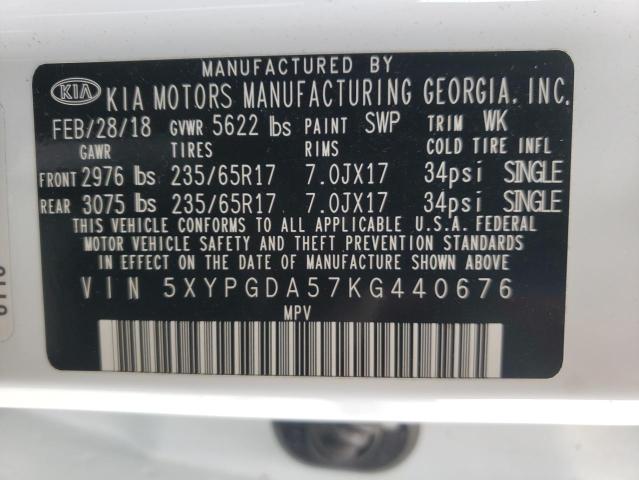 MANUFACTURED BY
KIA KIA MOTORS MANUFACTURING GEORGIA, INC.
FEB/28/18 GVWR 5622 lbs PAINT SWP TRIM WK
GAWR TIRES RIMS COLD TIRE INFL
FRONT 2976 lbs 235/65R17 7.0JX17 34psi SINGLE
REAR 3075 lbs 235/65R17 7.0JX17 34psi SINGLE
THIS VEHICLE CONFORMS TO ALL APPLICABLE U.S.A. FEDERAL
MOTOR VEHICLE SAFETY AND THEFT PREVENTION STANDARDS
IN EFFECT ON THE DATE OF MANUFACTURE SHOWN ABOVE.
VIN 5XYPGDA57KG440676
MPV